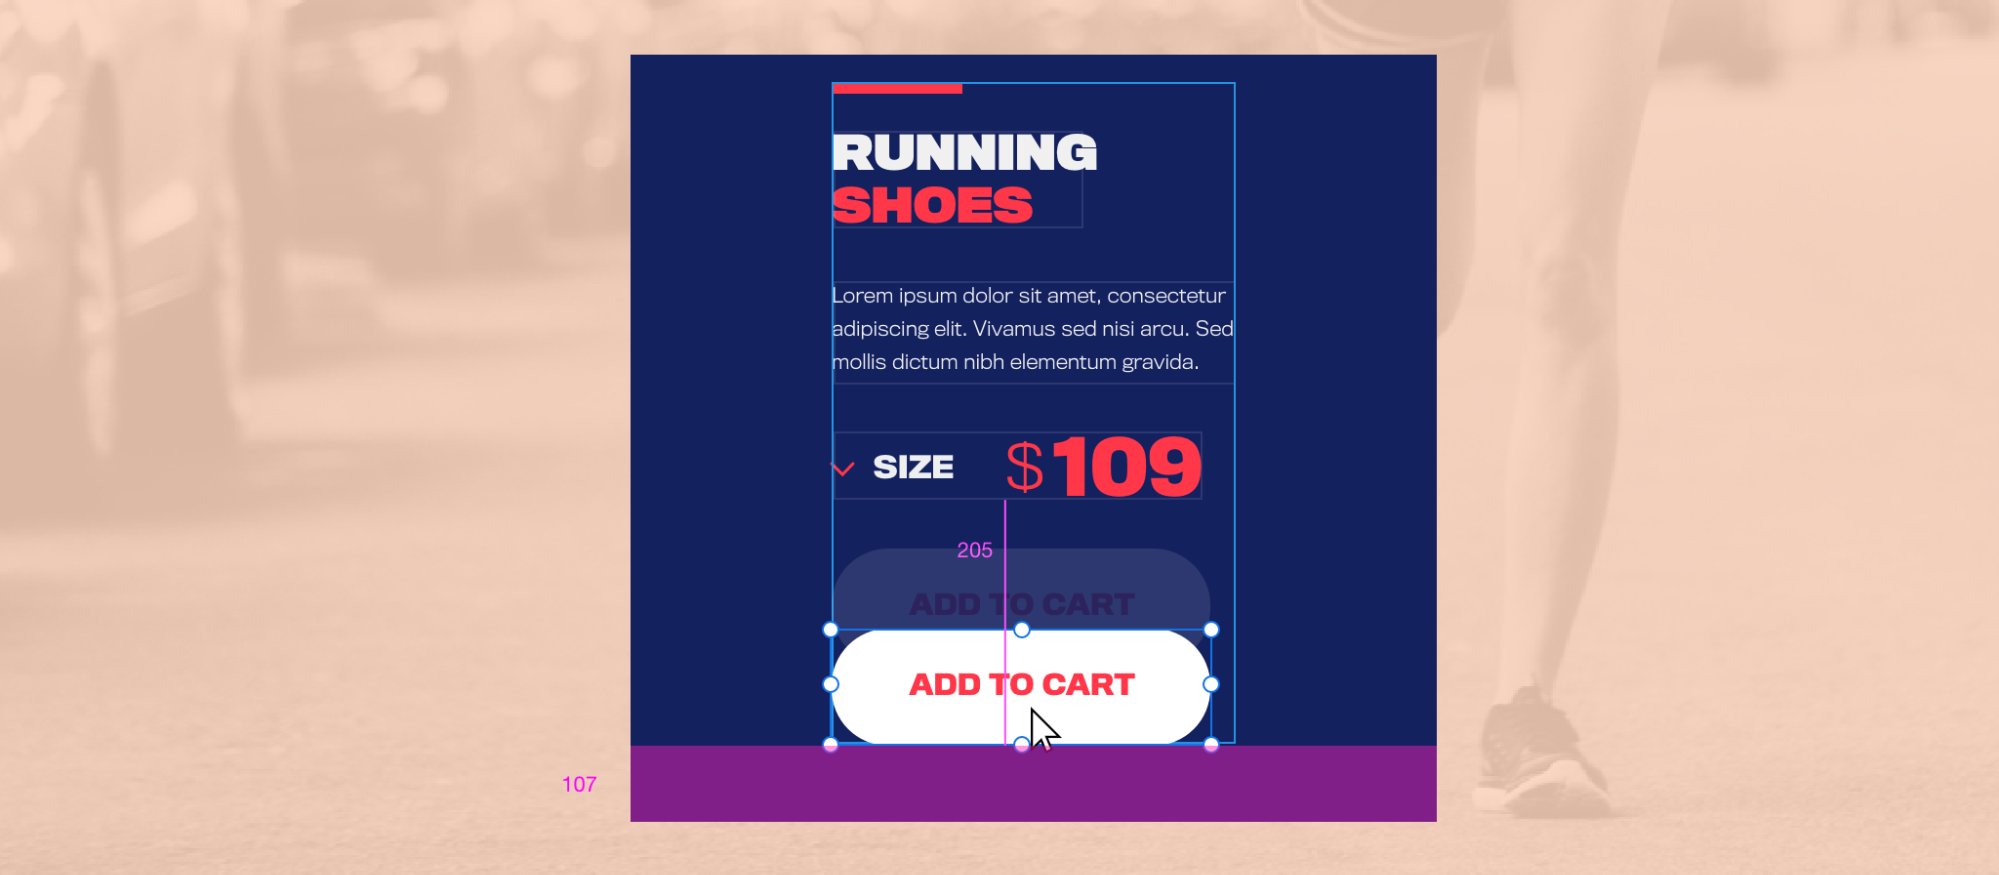 RUNNING
SHOES
Lorem ipsum dolor sit amet, consectetur
adipiscing elit. Vivamus sed nisi arcu. Sed
mollis dictum nibh elementum gravida.
SIZE $109
205
ADD TO CART
ADD TO CART
107